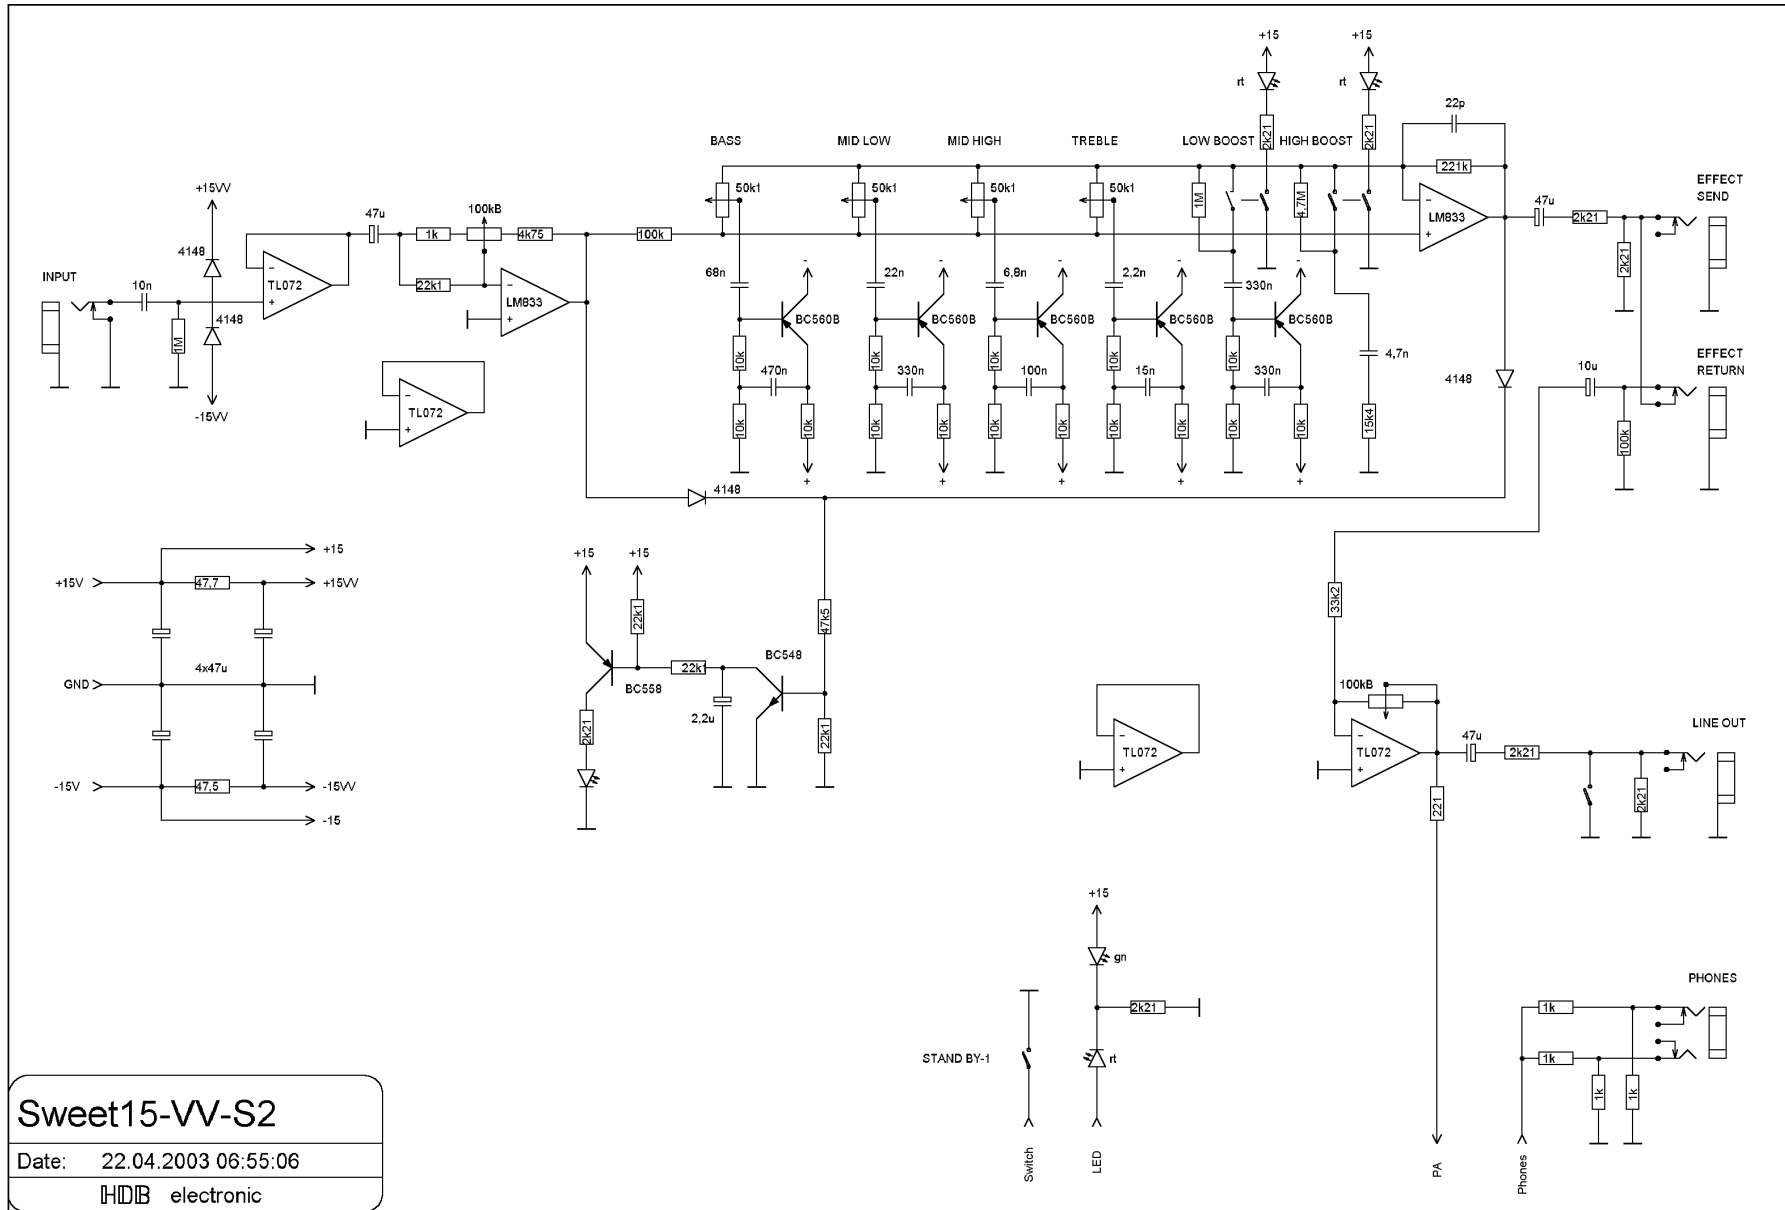 +15
+15
rt
rt
22p
2k21
2k21
BASS
MID LOW
MID HIGH
TREBLE
LOW BOOST
HIGH BOOST
221k
EFFECT
SEND
+15VV
50k1
50k1
50k1
50k1
1M
4,7M
LM833
47u
2k21
47u
100kB
1k
4k75
100k
4148
2k21
INPUT
10n
TL072
22k1
LM833
68n
22n
6,8n
2,2n
330n
4148
1M
BC560B
BC560B
BC560B
BC560B
BC560B
10k
10k
10k
10k
10k
4,7n
EFFECT
RETURN
10u
470n
330n
100n
15n
330n
4148
-15VV
TL072
10k
10k
10k
10k
10k
10k
10k
10k
10k
10k
15k4
100k
4148
+15
+15V
47,7
+15VV
+15
+15
22k1
47k5
33k2
4x47u
GND
BC548
22k1
BC558
2,2u
2k21
22k1
100kB
TL072
TL072
47u
2k21
LINE OUT
2k21
221
-15V
47,5
-15VV
-15
+15
gn
2k21
rt
STAND BY-1
Switch
LED
PA
Phones
PHONES
1k
1k
1k
1k
Sweet15-VV-S2
Date: 22.04.2003 06:55:06
HDB electronic